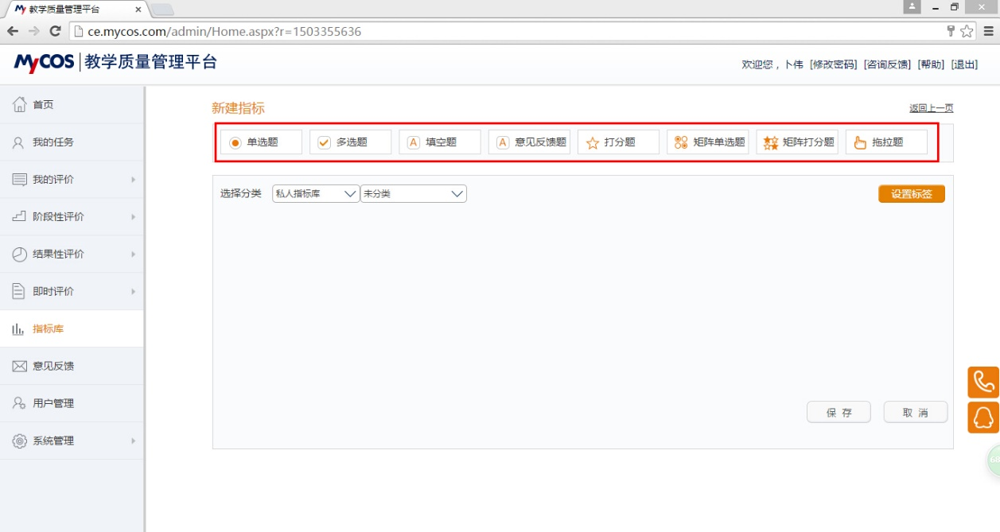 教学质量管理平台
ce.mycos.com/admin/Home.aspx?r=1503355636
MyCOS 教学质量管理平台
欢迎您，卜伟 [修改密码] [咨询反馈] [帮助] [退出]
首页
我的任务
我的评价
阶段性评价
结果性评价
即时评价
指标库
意见反馈
用户管理
系统管理
新建指标
返回上一页
单选题 多选题 填空题 意见反馈题 打分题 矩阵单选题 矩阵打分题 拖拉题
选择分类 私人指标库 未分类 设置标签
保 存 取 消